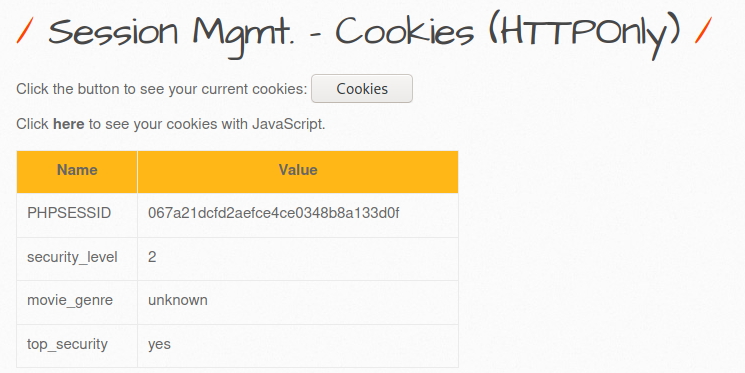 / Session Mgmt. - Cookies (HTTPOnly) /
Click the button to see your current cookies: Cookies
Click here to see your cookies with JavaScript.
Name Value
PHPSESSID 067a21dcfd2aefce4ce0348b8a133d0f
security_level 2
movie_genre unknown
top_security yes